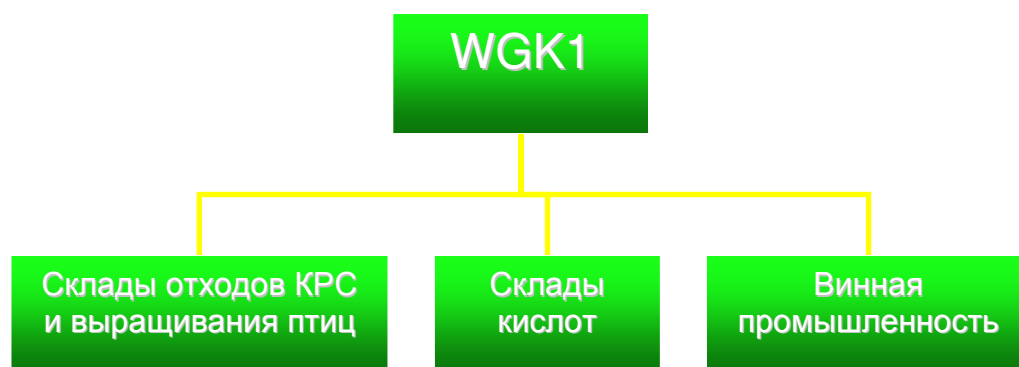 WGK1
Склады отходов КРС
и выращивания птиц
Склады
кислот
Винная
промышленность